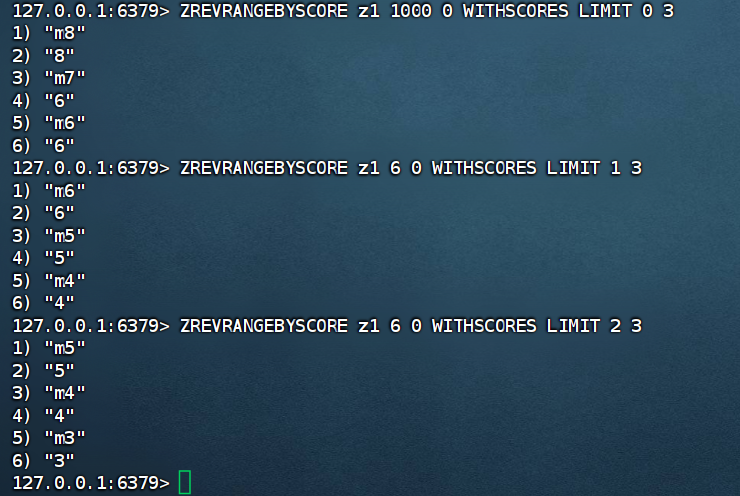 127.0.0.1:6379> ZREVRANGEBYSCORE z1 1000 0 WITHSCORES LIMIT 0 3
1) "m8"
2) "8"
3) "m7"
4) "6"
5) "m6"
6) "6"
127.0.0.1:6379> ZREVRANGEBYSCORE z1 6 0 WITHSCORES LIMIT 1 3
1) "m6"
2) "6"
3) "m5"
4) "5"
5) "m4"
6) "4"
127.0.0.1:6379> ZREVRANGEBYSCORE z1 6 0 WITHSCORES LIMIT 2 3
1) "m5"
2) "5"
3) "m4"
4) "4"
5) "m3"
6) "3"
127.0.0.1:6379>